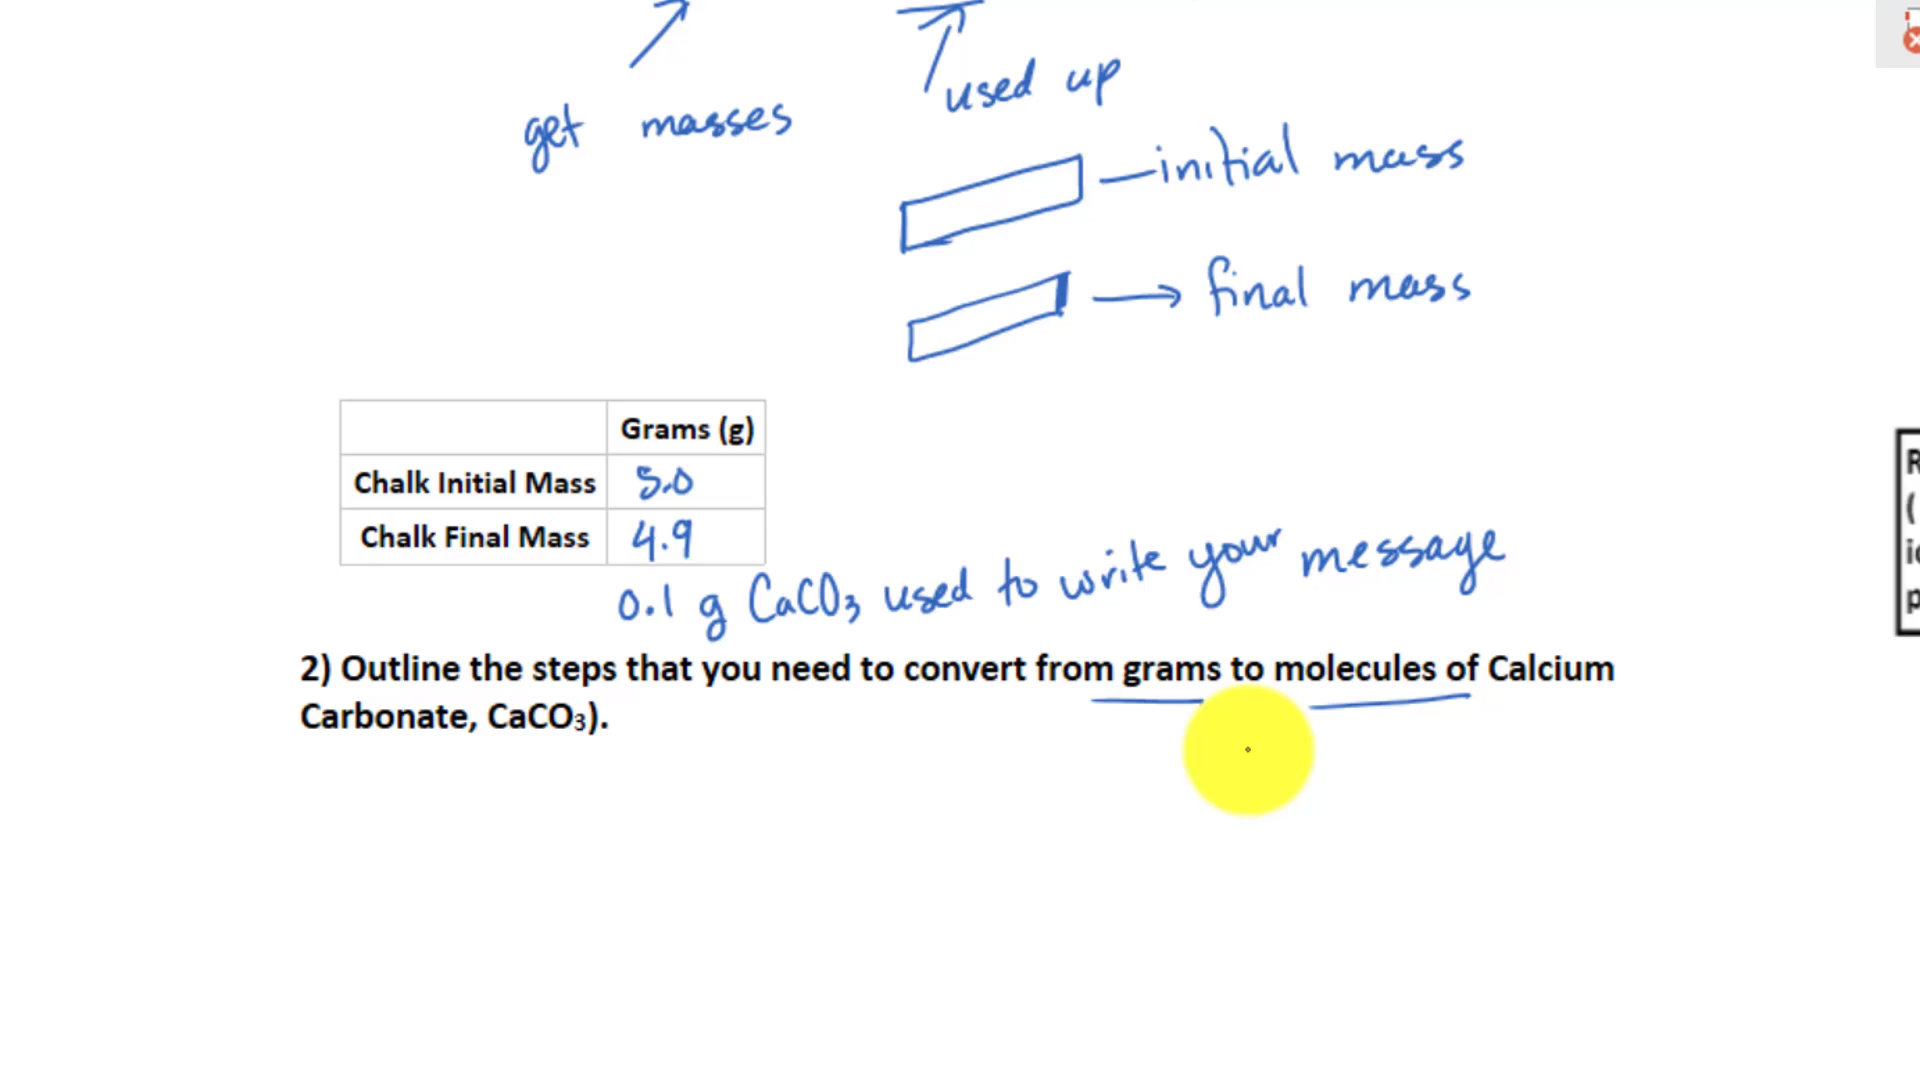 used up
get masses
initial mass
final mass
Grams (g)
Chalk Initial Mass 5.0
Chalk Final Mass 4.9
0.1 g CaCO₃ used to write your message
2) Outline the steps that you need to convert from grams to molecules of Calcium
Carbonate, CaCO₃).
R
(
p